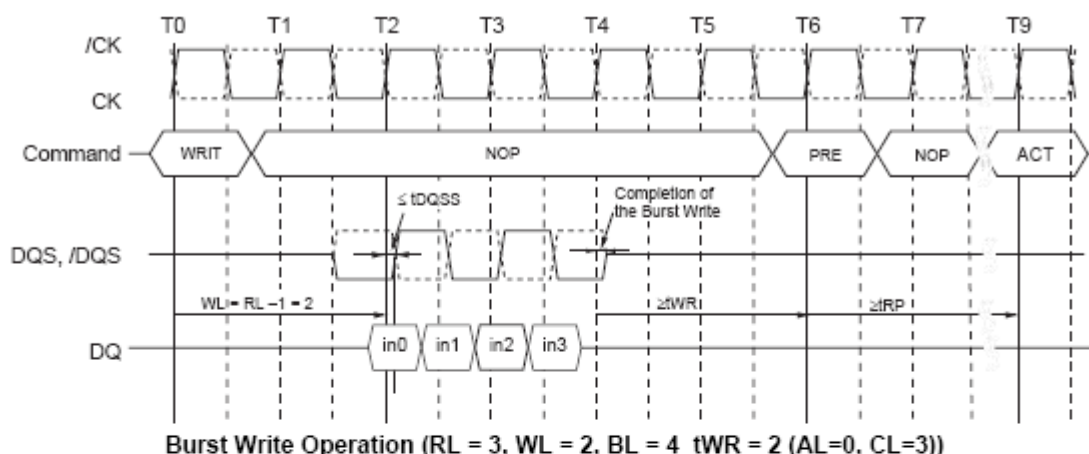 T0 T1 T2 T3 T4 T5 T6 T7 T9
/CK
CK
Command WRIT NOP PRE NOP ACT
≤ tDQSS
Completion of
the Burst Write
DQS, /DQS
WL = RL –1 = 2 ≥tWR ≥tRP
DQ in0 in1 in2 in3
Burst Write Operation (RL = 3, WL = 2, BL = 4 tWR = 2 (AL=0, CL=3))